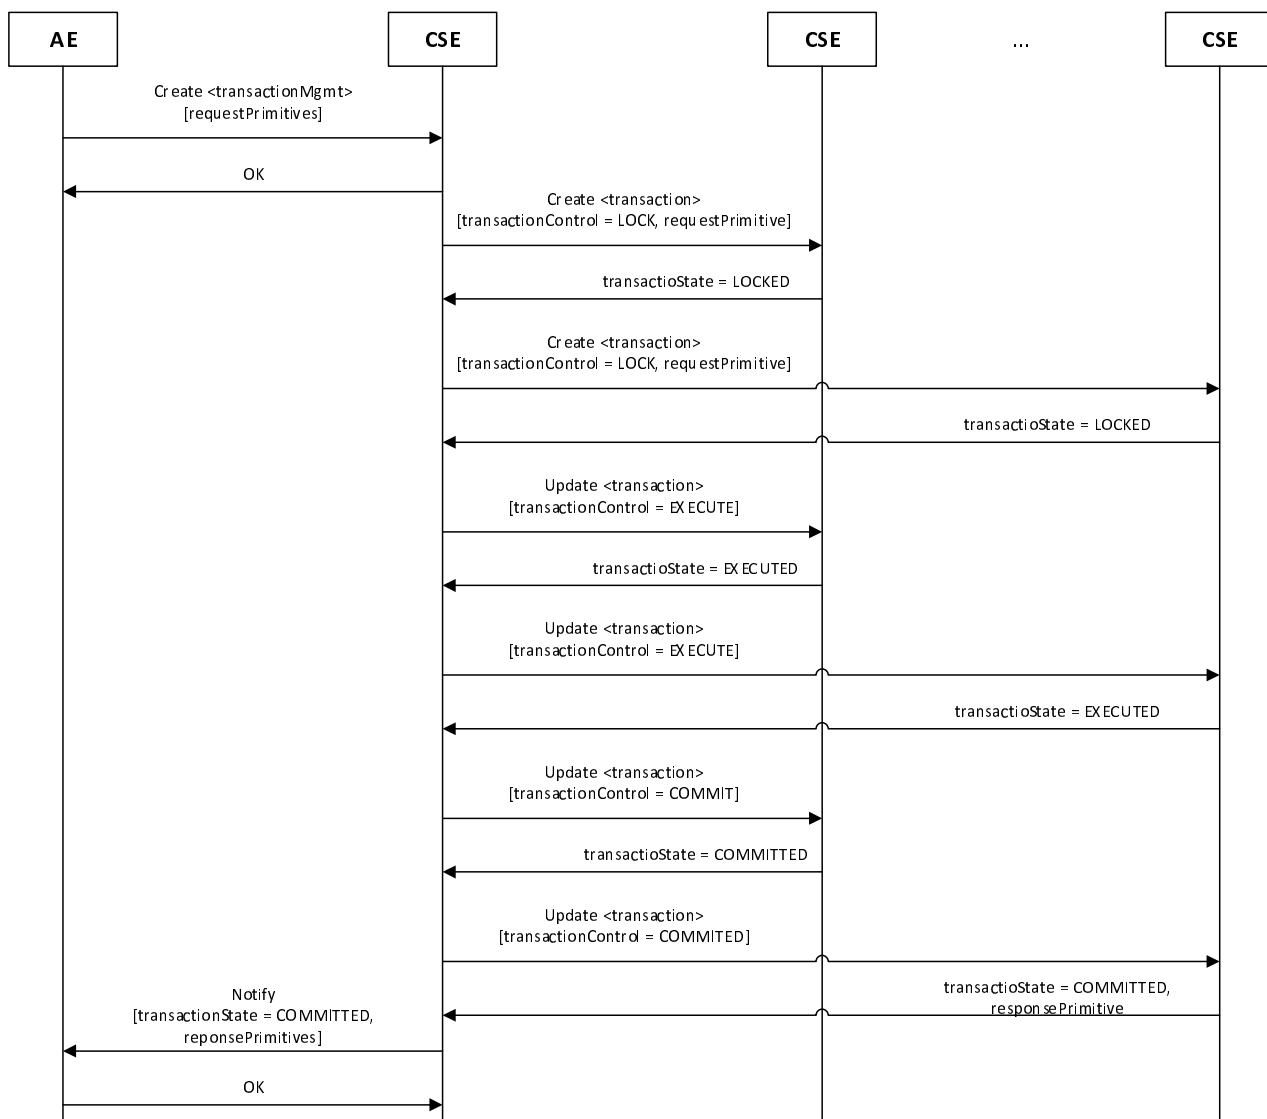 AE
CSE
CSE
...
CSE
Create <transactionMgmt>
[requestPrimitives]
OK
Create <transaction>
[transactionControl = LOCK, requestPrimitive]
transactioState = LOCKED
Create <transaction>
[transactionControl = LOCK, requestPrimitive]
transactioState = LOCKED
Update <transaction>
[transactionControl = EXECUTE]
transactioState = EXECUTED
Update <transaction>
[transactionControl = EXECUTE]
transactioState = EXECUTED
Update <transaction>
[transactionControl = COMMIT]
transactioState = COMMITTED
Update <transaction>
[transactionControl = COMMITED]
transactioState = COMMITTED,
responsePrimitive
Notify
[transactionState = COMMITTED,
reponsePrimitives]
OK